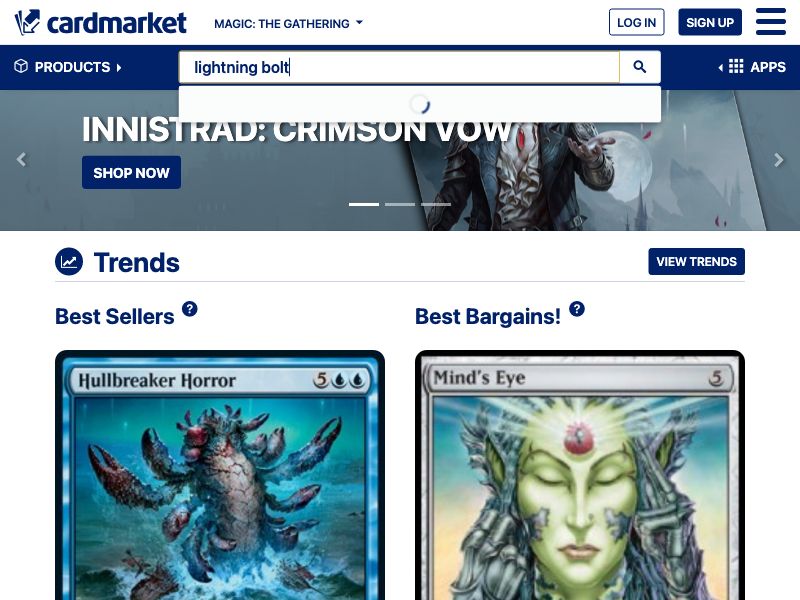 cardmarket
MAGIC: THE GATHERING
LOG IN
SIGN UP
PRODUCTS
lightning bolt
APPS
INNISTRAD: CRIMSON VOW
SHOP NOW
Trends
VIEW TRENDS
Best Sellers ?
Best Bargains! ?
Hullbreaker Horror 5
Mind's Eye 5